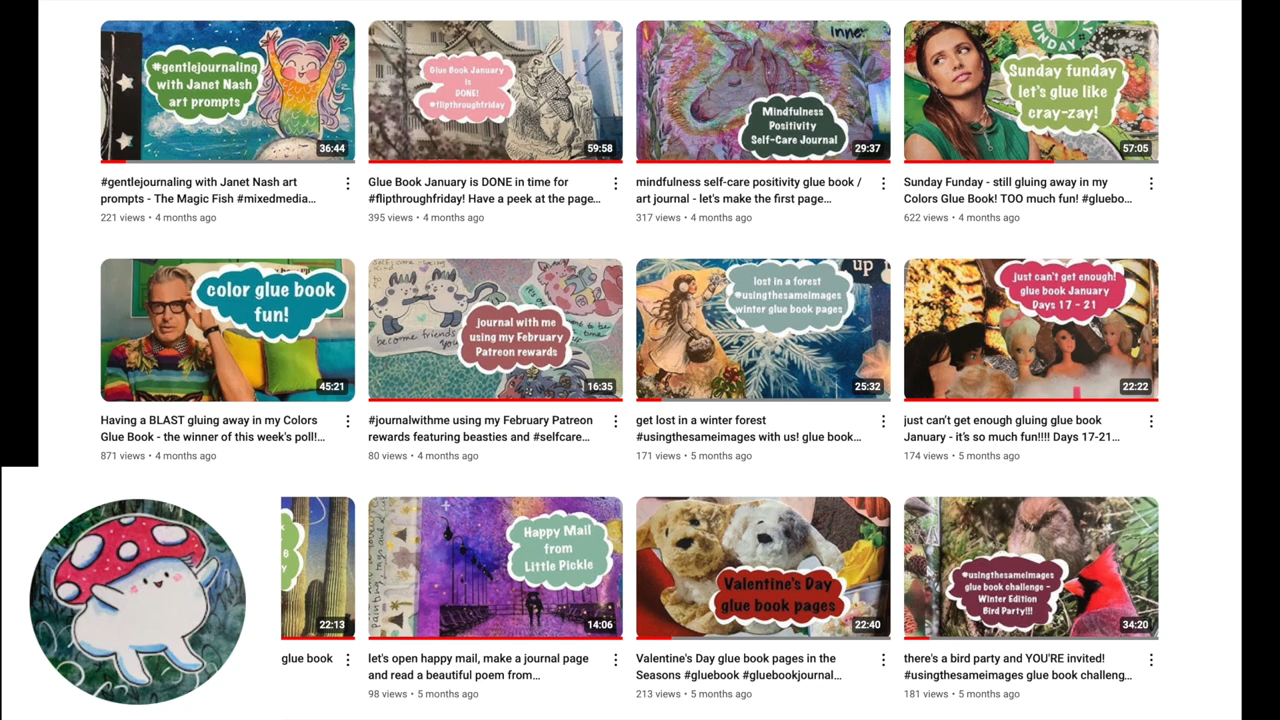 #gentlejournaling
with Janet Nash
art prompts
36:44
Glue Book January
is
DONE!
#flipthroughfriday
59:58
Inner
Mindfulness
Positivity
Self-Care Journal
29:37
UNDAY
Sunday funday
let's glue like
cray-zay!
57:05
#gentlejournaling with Janet Nash art
prompts - The Magic Fish #mixedmedia...
221 views • 4 months ago
Glue Book January is DONE in time for
#flipthroughfriday! Have a peek at the page...
395 views • 4 months ago
mindfulness self-care positivity glue book /
art journal - let's make the first page...
317 views • 4 months ago
Sunday Funday - still gluing away in my
Colors Glue Book! TOO much fun! #gluebo...
622 views • 4 months ago
color glue book
fun!
45:21
become friends
you
journal with me
using my February
Patreon rewards
16:35
up
lost in a forest
#usingthesameimages
winter glue book pages
25:32
just can't get enough!
glue book January
Days 17 - 21
22:22
Having a BLAST gluing away in my Colors
Glue Book - the winner of this week's poll!...
871 views • 4 months ago
#journalwithme using my February Patreon
rewards featuring beasties and #selfcare...
80 views • 4 months ago
get lost in a winter forest
#usingthesameimages with us! glue book...
171 views • 5 months ago
just can't get enough gluing glue book
January - it's so much fun!!!! Days 17-21...
174 views • 5 months ago
6
22:13
Happy Mail
from
Little Pickle
14:06
Valentine's Day
glue book pages
22:40
#usingthesameimages
glue book challenge -
Winter Edition
Bird Party!!!
34:20
glue book
let's open happy mail, make a journal page
and read a beautiful poem from...
98 views • 5 months ago
Valentine's Day glue book pages in the
Seasons #gluebook #gluebookjournal...
213 views • 5 months ago
there's a bird party and YOU'RE invited!
#usingthesameimages glue book challeng...
181 views • 5 months ago